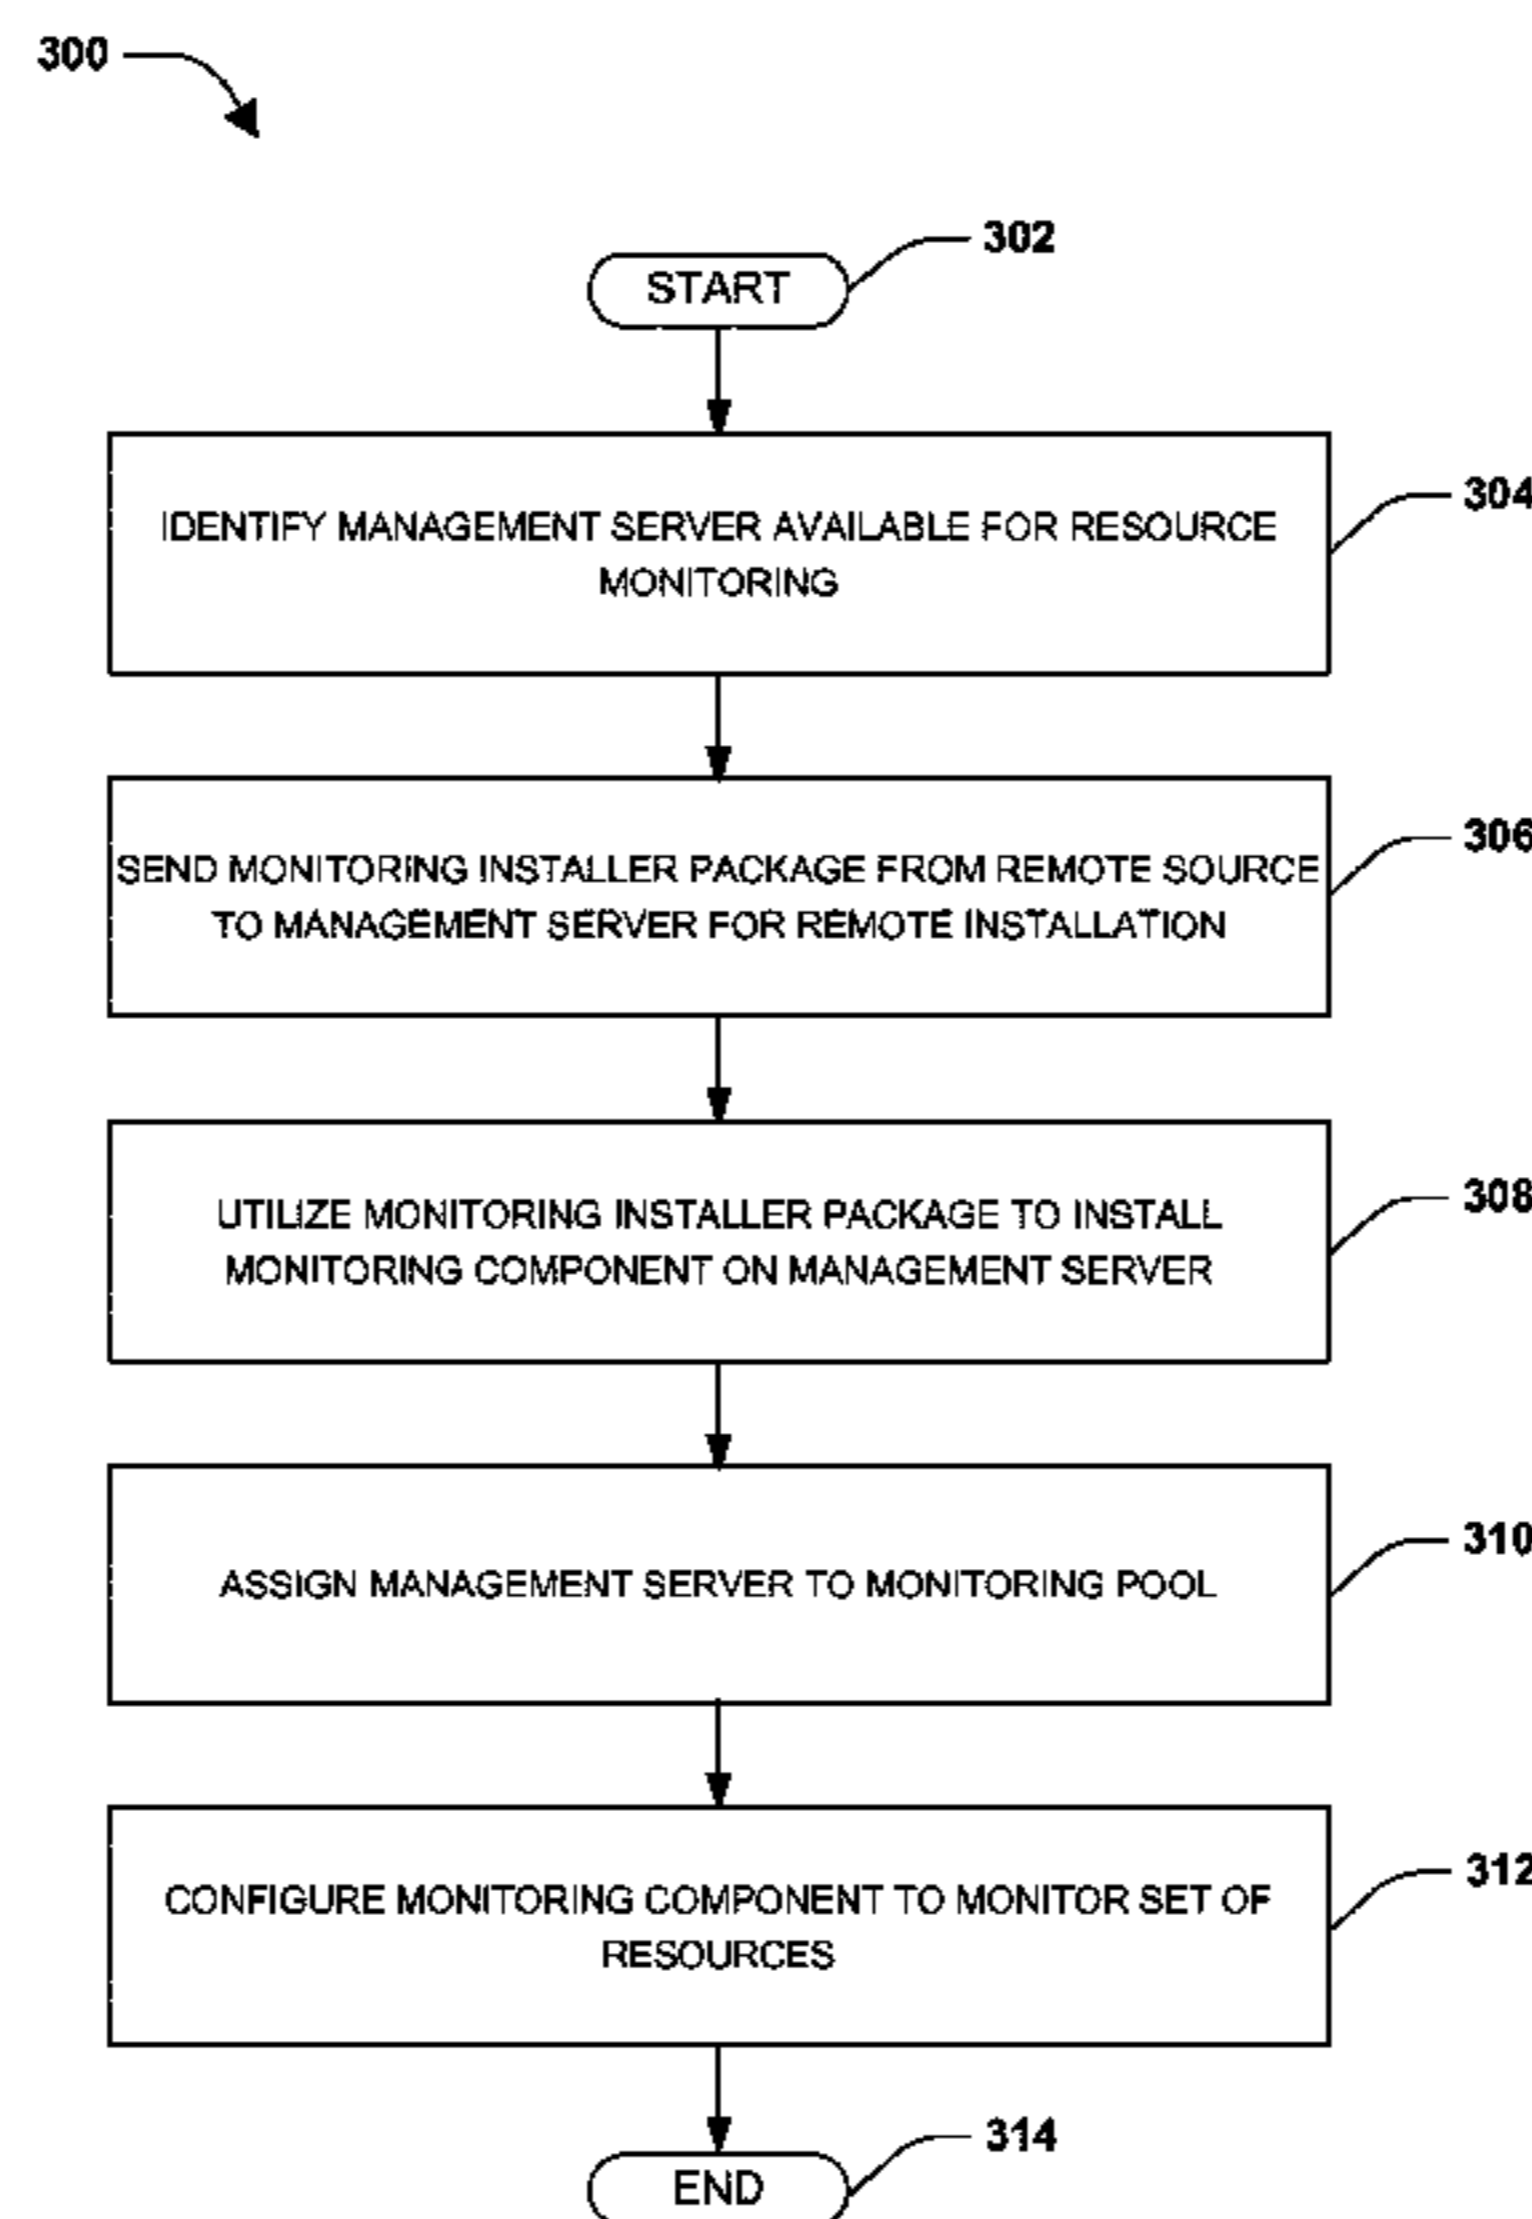 300
302
START
304
IDENTIFY MANAGEMENT SERVER AVAILABLE FOR RESOURCE
MONITORING
306
SEND MONITORING INSTALLER PACKAGE FROM REMOTE SOURCE
TO MANAGEMENT SERVER FOR REMOTE INSTALLATION
308
UTILIZE MONITORING INSTALLER PACKAGE TO INSTALL
MONITORING COMPONENT ON MANAGEMENT SERVER
310
ASSIGN MANAGEMENT SERVER TO MONITORING POOL
312
CONFIGURE MONITORING COMPONENT TO MONITOR SET OF
RESOURCES
314
END